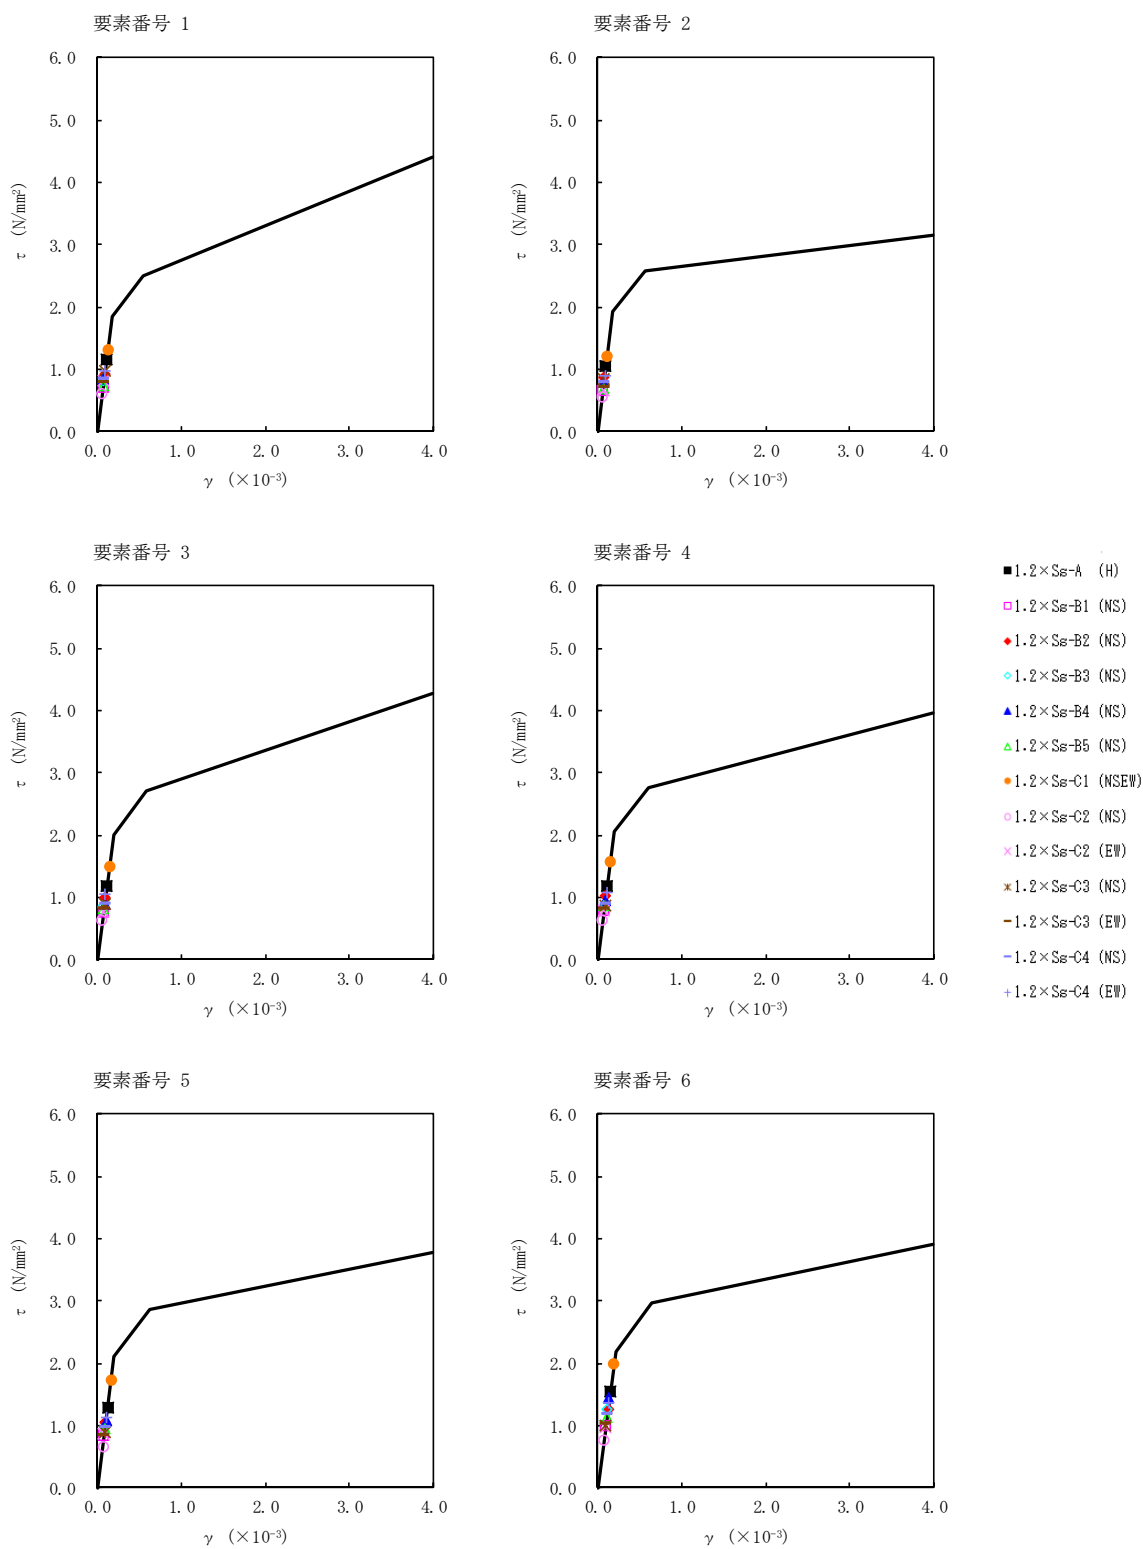 要素番号 1
6.0
5.0
4.0
3.0
2.0
1.0
0.0
τ (N/mm²)
0.0 1.0 2.0 3.0 4.0
γ (×10⁻³)
要素番号 2
6.0
5.0
4.0
3.0
2.0
1.0
0.0
τ (N/mm²)
0.0 1.0 2.0 3.0 4.0
γ (×10⁻³)
要素番号 3
6.0
5.0
4.0
3.0
2.0
1.0
0.0
τ (N/mm²)
0.0 1.0 2.0 3.0 4.0
γ (×10⁻³)
要素番号 4
6.0
5.0
4.0
3.0
2.0
1.0
0.0
τ (N/mm²)
0.0 1.0 2.0 3.0 4.0
γ (×10⁻³)
1.2×Ss-A (H)
1.2×Ss-B1 (NS)
1.2×Ss-B2 (NS)
1.2×Ss-B3 (NS)
1.2×Ss-B4 (NS)
1.2×Ss-B5 (NS)
1.2×Ss-C1 (NSEW)
1.2×Ss-C2 (NS)
1.2×Ss-C2 (EW)
1.2×Ss-C3 (NS)
1.2×Ss-C3 (EW)
1.2×Ss-C4 (NS)
1.2×Ss-C4 (EW)
要素番号 5
6.0
5.0
4.0
3.0
2.0
1.0
0.0
τ (N/mm²)
0.0 1.0 2.0 3.0 4.0
γ (×10⁻³)
要素番号 6
6.0
5.0
4.0
3.0
2.0
1.0
0.0
τ (N/mm²)
0.0 1.0 2.0 3.0 4.0
γ (×10⁻³)